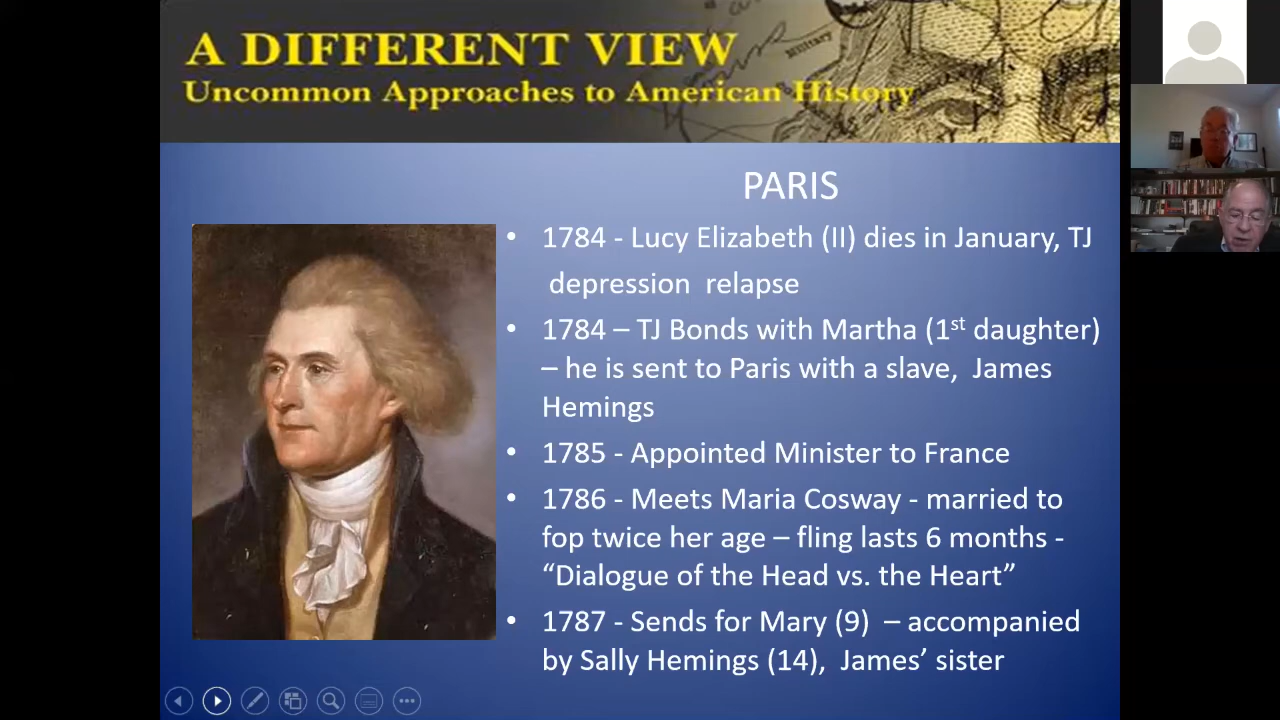 A DIFFERENT VIEW
Military
Uncommon Approaches to American History
PARIS
• 1784 - Lucy Elizabeth (II) dies in January, TJ
depression relapse
• 1784 – TJ Bonds with Martha (1st daughter)
– he is sent to Paris with a slave, James
Hemings
• 1785 - Appointed Minister to France
• 1786 - Meets Maria Cosway - married to
fop twice her age – fling lasts 6 months -
“Dialogue of the Head vs. the Heart”
• 1787 - Sends for Mary (9) – accompanied
by Sally Hemings (14), James’ sister